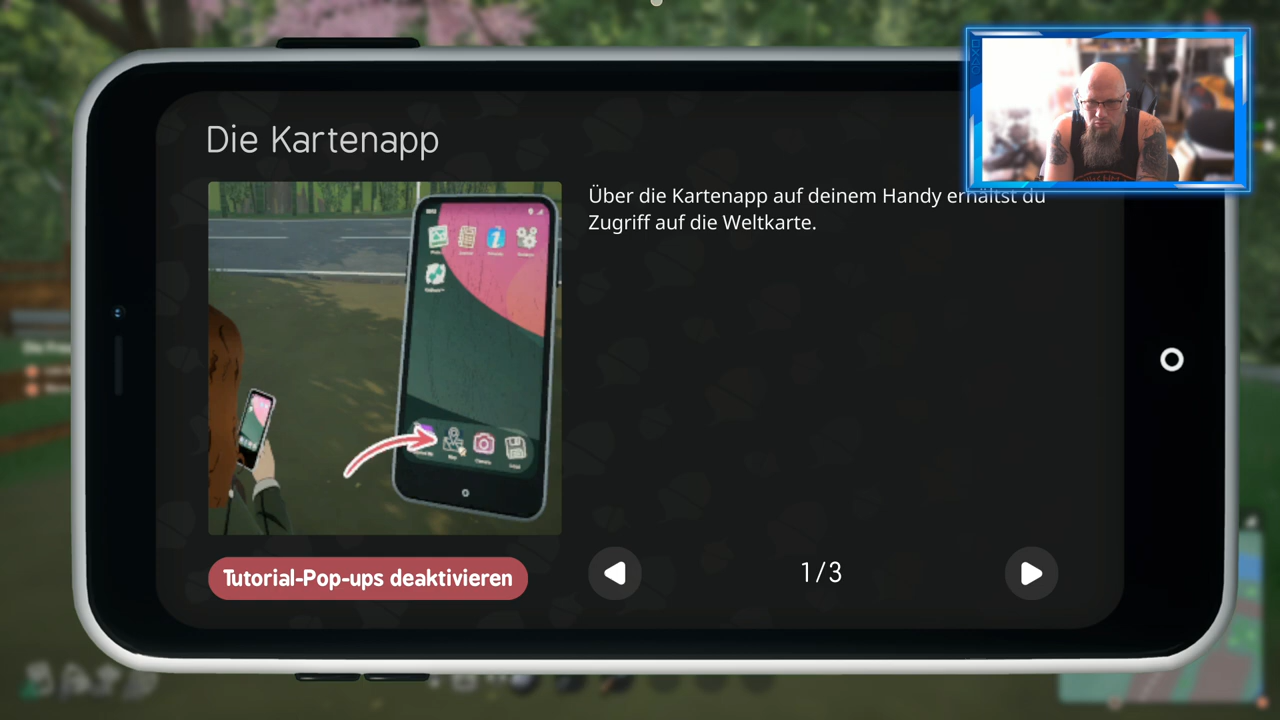 Die Kartenapp
Über die Kartenapp auf deinem Handy erhältst du
Zugriff auf die Weltkarte.
Tutorial-Pop-ups deaktivieren
1/3